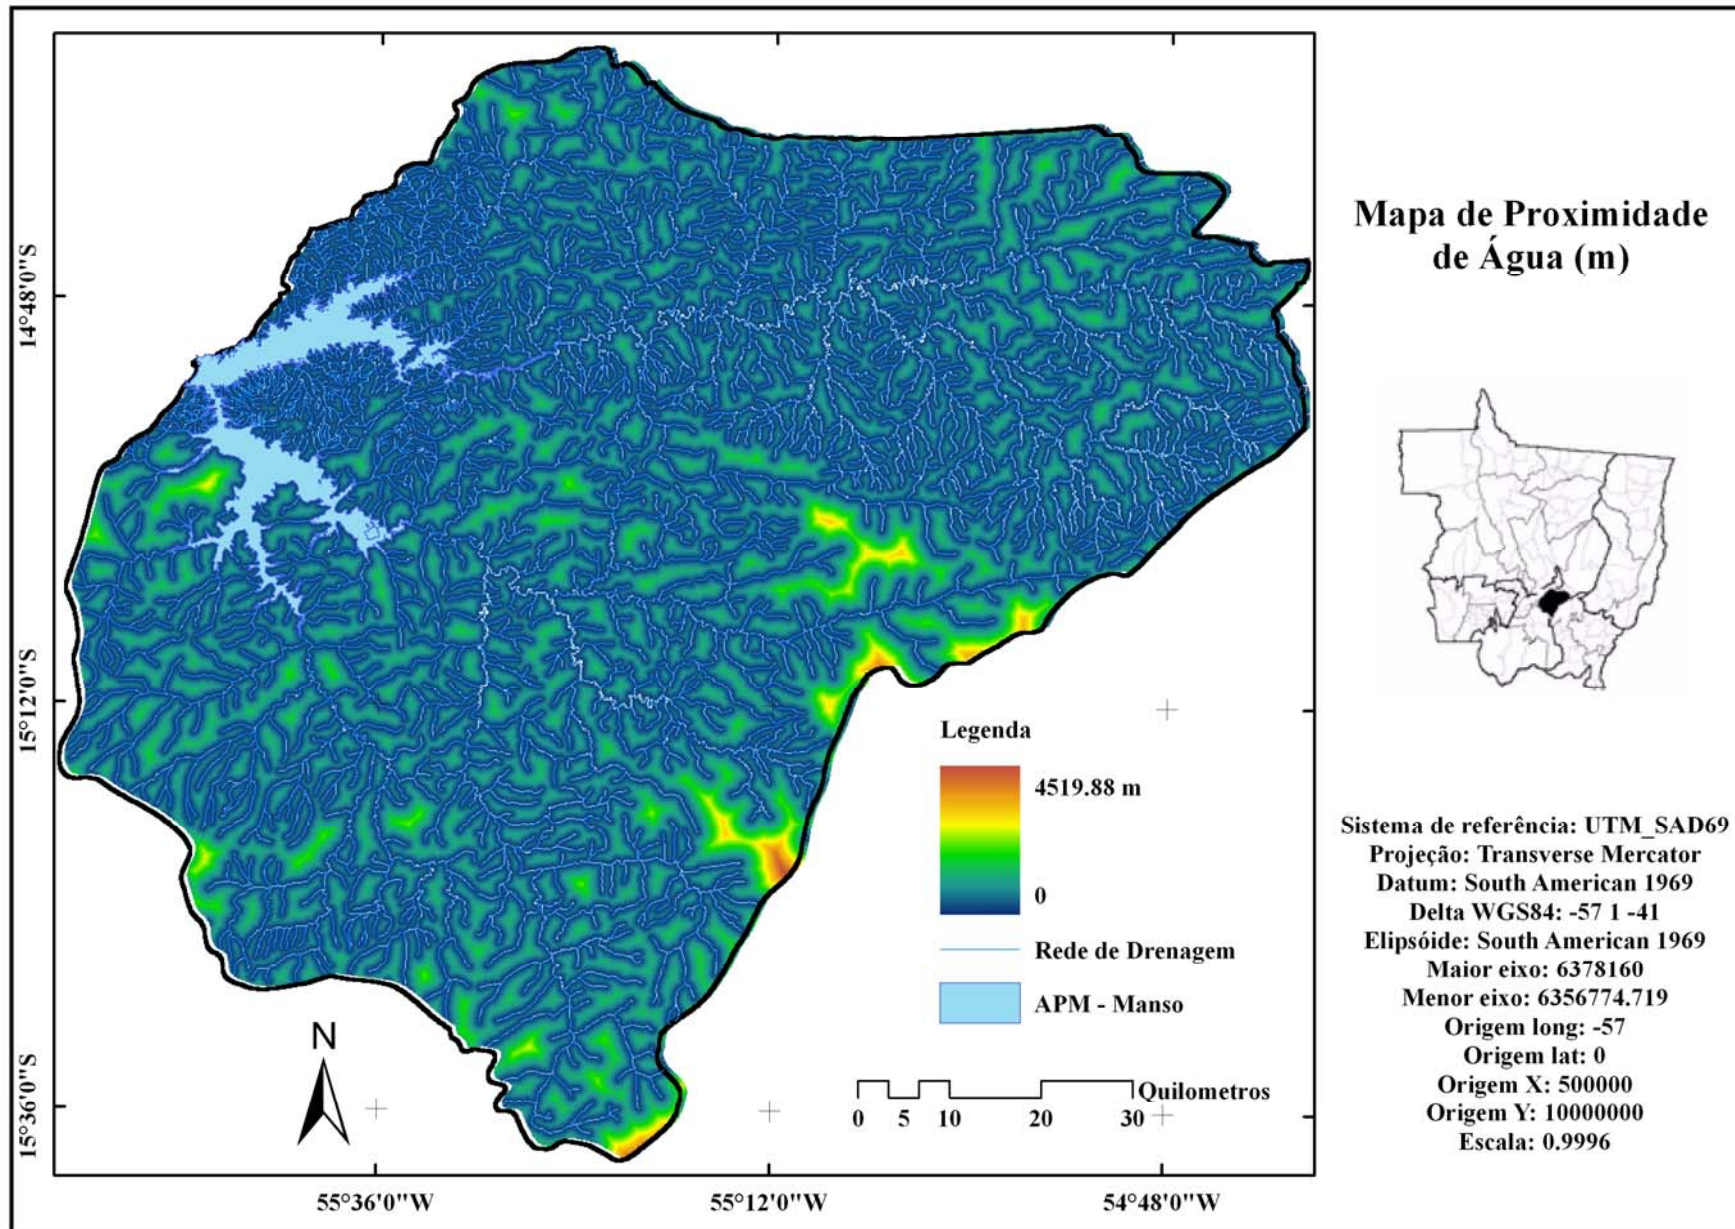 Mapa de Proximidade
de Água (m)
14°48'0"S
15°12'0"S
15°36'0"S
55°36'0"W
55°12'0"W
54°48'0"W
Legenda
4519.88 m
0
Rede de Drenagem
APM - Manso
N
Quilometros
0 5 10 20 30
Sistema de referência: UTM_SAD69
Projeção: Transverse Mercator
Datum: South American 1969
Delta WGS84: -57 1 -41
Elipsóide: South American 1969
Maior eixo: 6378160
Menor eixo: 6356774.719
Origem long: -57
Origem lat: 0
Origem X: 500000
Origem Y: 10000000
Escala: 0.9996